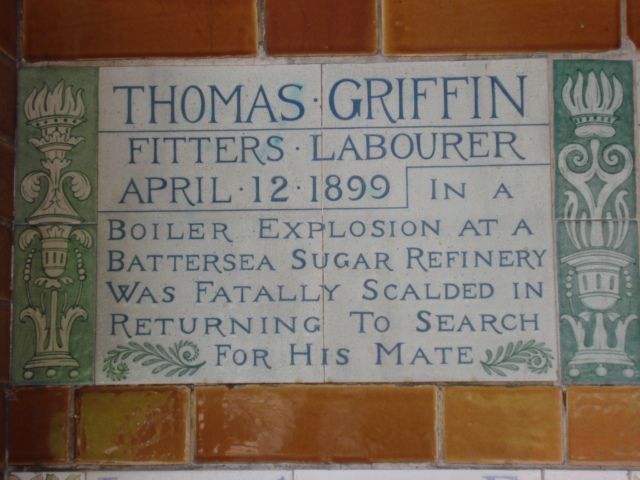 THOMAS · GRIFFIN
FITTERS · LABOURER
APRIL · 12 · 1899 IN A
BOILER EXPLOSION AT A
BATTERSEA SUGAR REFINERY
WAS FATALLY SCALDED IN
RETURNING TO SEARCH
FOR HIS MATE